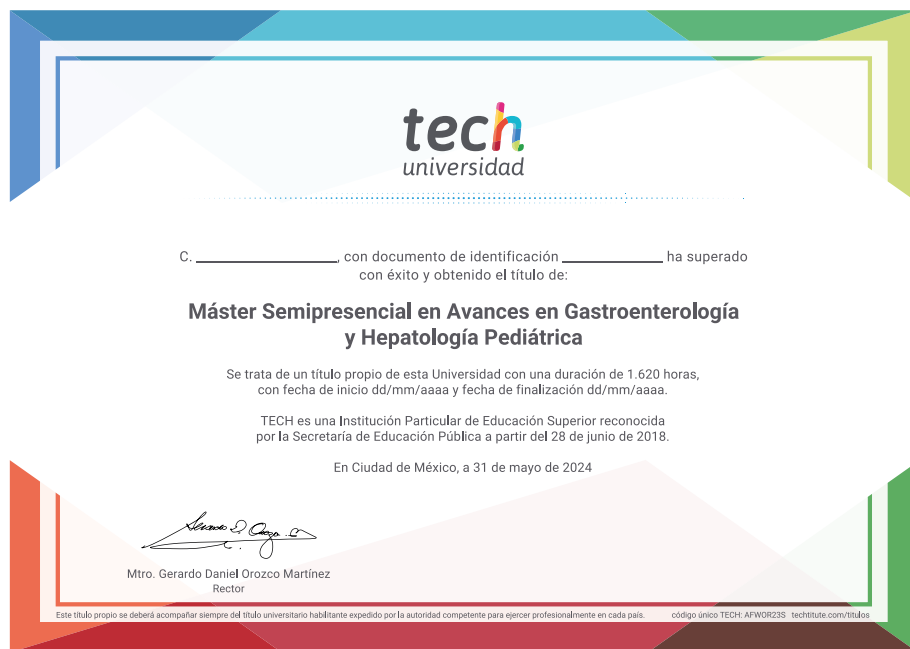 tech
universidad
C. ____________________, con documento de identificación ______________ ha superado
con éxito y obtenido el título de:
Máster Semipresencial en Avances en Gastroenterología
y Hepatología Pediátrica
Se trata de un título propio de esta Universidad con una duración de 1.620 horas,
con fecha de inicio dd/mm/aaaa y fecha de finalización dd/mm/aaaa.
TECH es una Institución Particular de Educación Superior reconocida
por la Secretaría de Educación Pública a partir del 28 de junio de 2018.
En Ciudad de México, a 31 de mayo de 2024
Mtro. Gerardo Daniel Orozco Martínez
Rector
Este título propio se deberá acompañar siempre del título universitario habilitante expedido por la autoridad competente para ejercer profesionalmente en cada país. código único TECH: AFWOR23S techtitute.com/titulos